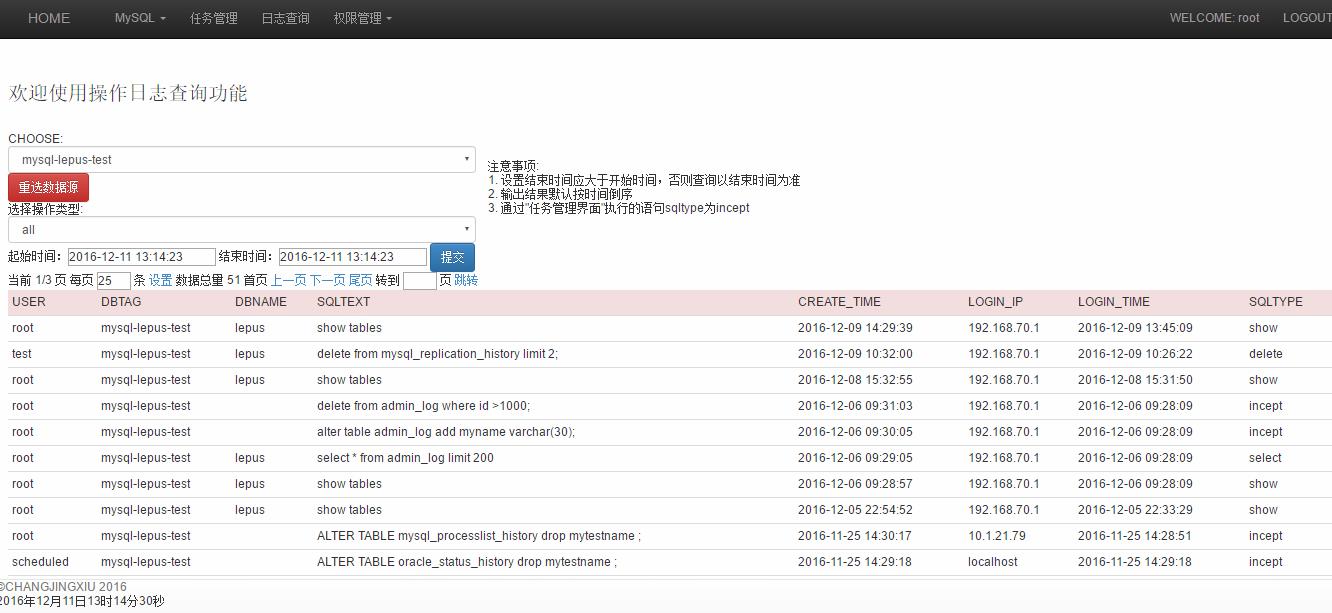 HOME MySQL 任务管理 日志查询 权限管理 WELCOME: root LOGOUT
欢迎使用操作日志查询功能
CHOOSE:
mysql-lepus-test
重选数据源
选择操作类型:
all
注意事项:
1. 设置结束时间应大于开始时间，否则查询以结束时间为准
2. 输出结果默认按时间倒序
3. 通过"任务管理界面"执行的语句sqltype为incept
起始时间： 2016-12-11 13:14:23 结束时间： 2016-12-11 13:14:23 提交
当前 1/3 页 每页 25 条 设置 数据总量 51 首页 上一页 下一页 尾页 转到 页 跳转
USER DBTAG DBNAME SQLTEXT CREATE_TIME LOGIN_IP LOGIN_TIME SQLTYPE
root mysql-lepus-test lepus show tables 2016-12-09 14:29:39 192.168.70.1 2016-12-09 13:45:09 show
test mysql-lepus-test lepus delete from mysql_replication_history limit 2; 2016-12-09 10:32:00 192.168.70.1 2016-12-09 10:26:22 delete
root mysql-lepus-test lepus show tables 2016-12-08 15:32:55 192.168.70.1 2016-12-08 15:31:50 show
root mysql-lepus-test delete from admin_log where id >1000; 2016-12-06 09:31:03 192.168.70.1 2016-12-06 09:28:09 incept
root mysql-lepus-test alter table admin_log add myname varchar(30); 2016-12-06 09:30:05 192.168.70.1 2016-12-06 09:28:09 incept
root mysql-lepus-test lepus select * from admin_log limit 200 2016-12-06 09:29:05 192.168.70.1 2016-12-06 09:28:09 select
root mysql-lepus-test lepus show tables 2016-12-06 09:28:57 192.168.70.1 2016-12-06 09:28:09 show
root mysql-lepus-test lepus show tables 2016-12-05 22:54:52 192.168.70.1 2016-12-05 22:33:29 show
root mysql-lepus-test ALTER TABLE mysql_processlist_history drop mytestname ; 2016-11-25 14:30:17 10.1.21.79 2016-11-25 14:28:51 incept
scheduled mysql-lepus-test ALTER TABLE oracle_status_history drop mytestname ; 2016-11-25 14:29:18 localhost 2016-11-25 14:29:18 incept
©CHANGJINGXIU 2016
2016年12月11日13时14分30秒